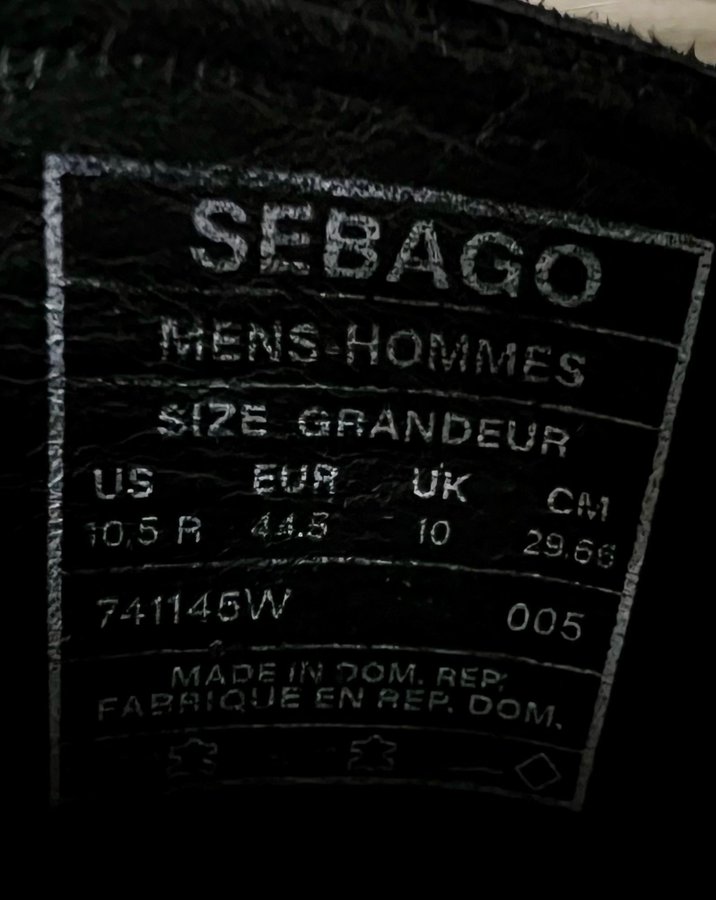 SEBAGO
MENS-HOMMES
SIZE GRANDEUR
US EUR UK CM
10,5 R 44.5 10 29.66
741145W 005
MADE IN DOM. REP.
FABRIQUE EN REP. DOM.